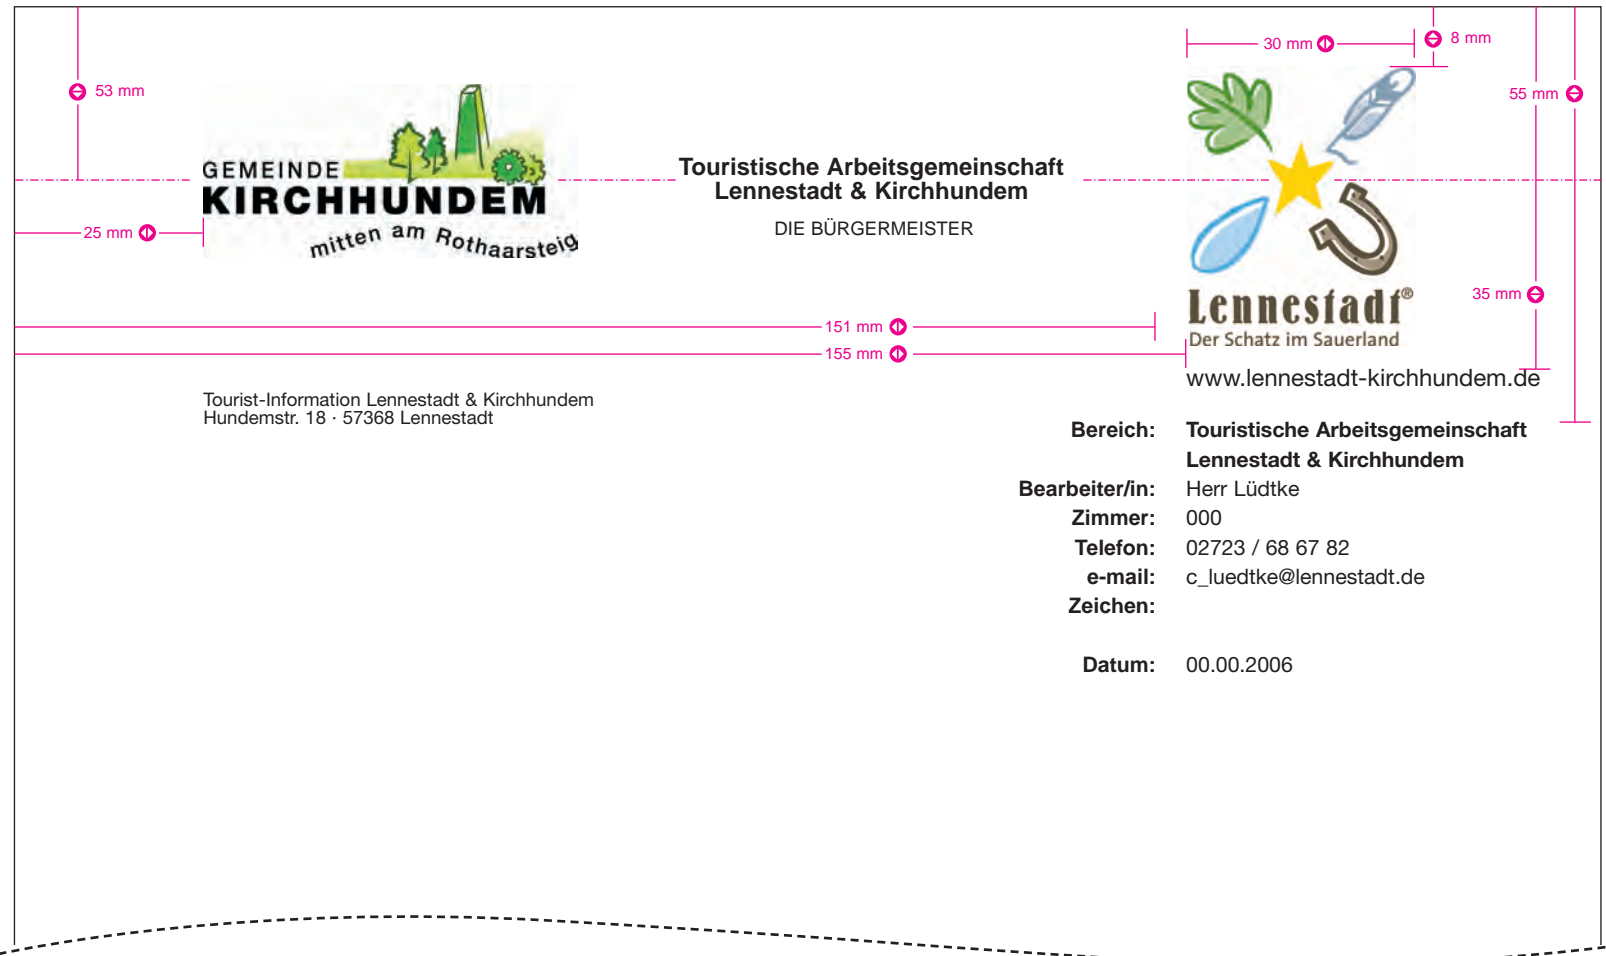 30 mm
8 mm
53 mm
55 mm
GEMEINDE
KIRCHHUNDEM
mitten am Rothaarsteig
Touristische Arbeitsgemeinschaft
Lennestadt & Kirchhundem
DIE BÜRGERMEISTER
25 mm
Lennestadt®
Der Schatz im Sauerland
35 mm
151 mm
155 mm
www.lennestadt-kirchhundem.de
Tourist-Information Lennestadt & Kirchhundem
Hundemstr. 18 · 57368 Lennestadt
Bereich: Touristische Arbeitsgemeinschaft
Lennestadt & Kirchhundem
Bearbeiter/in: Herr Lüdtke
Zimmer: 000
Telefon: 02723 / 68 67 82
e-mail: c_luedtke@lennestadt.de
Zeichen:
Datum: 00.00.2006